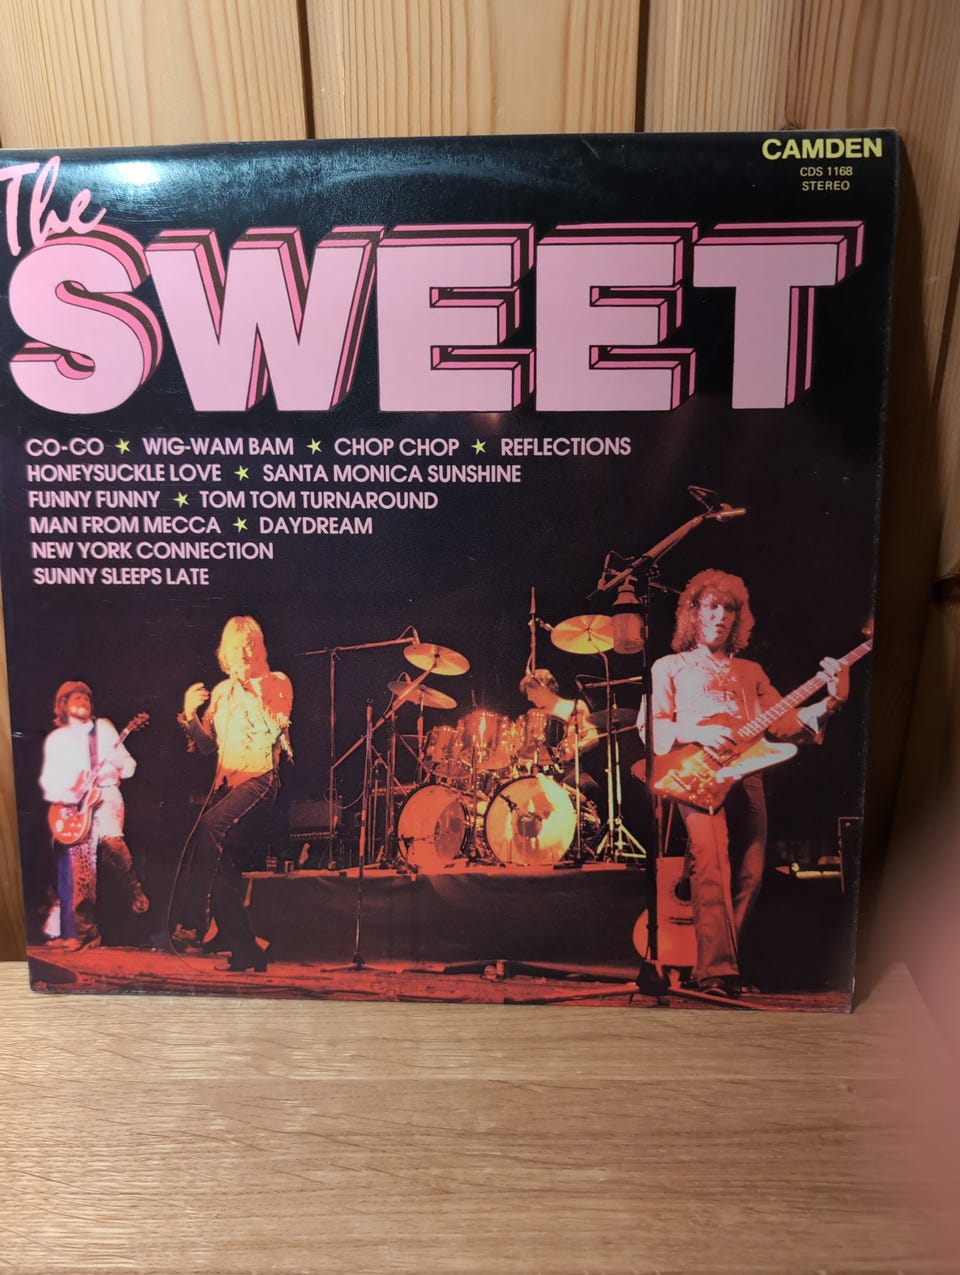 The
SWEET
CAMDEN
CDS 1168
STEREO
CO-CO ★ WIG-WAM BAM ★ CHOP CHOP ★ REFLECTIONS
HONEYSUCKLE LOVE ★ SANTA MONICA SUNSHINE
FUNNY FUNNY ★ TOM TOM TURNAROUND
MAN FROM MECCA ★ DAYDREAM
NEW YORK CONNECTION
SUNNY SLEEPS LATE